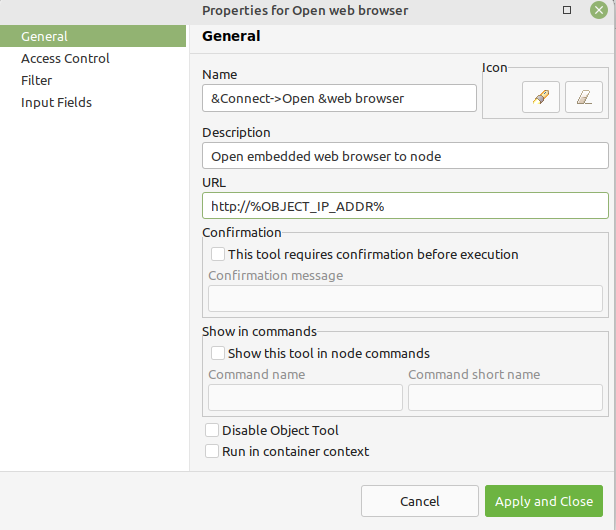 Properties for Open web browser
General
Access Control
Filter
Input Fields
General
Name
Icon
&Connect->Open &web browser
Description
Open embedded web browser to node
URL
http://%OBJECT_IP_ADDR%
Confirmation
This tool requires confirmation before execution
Confirmation message
Show in commands
Show this tool in node commands
Command name
Command short name
Disable Object Tool
Run in container context
Cancel
Apply and Close